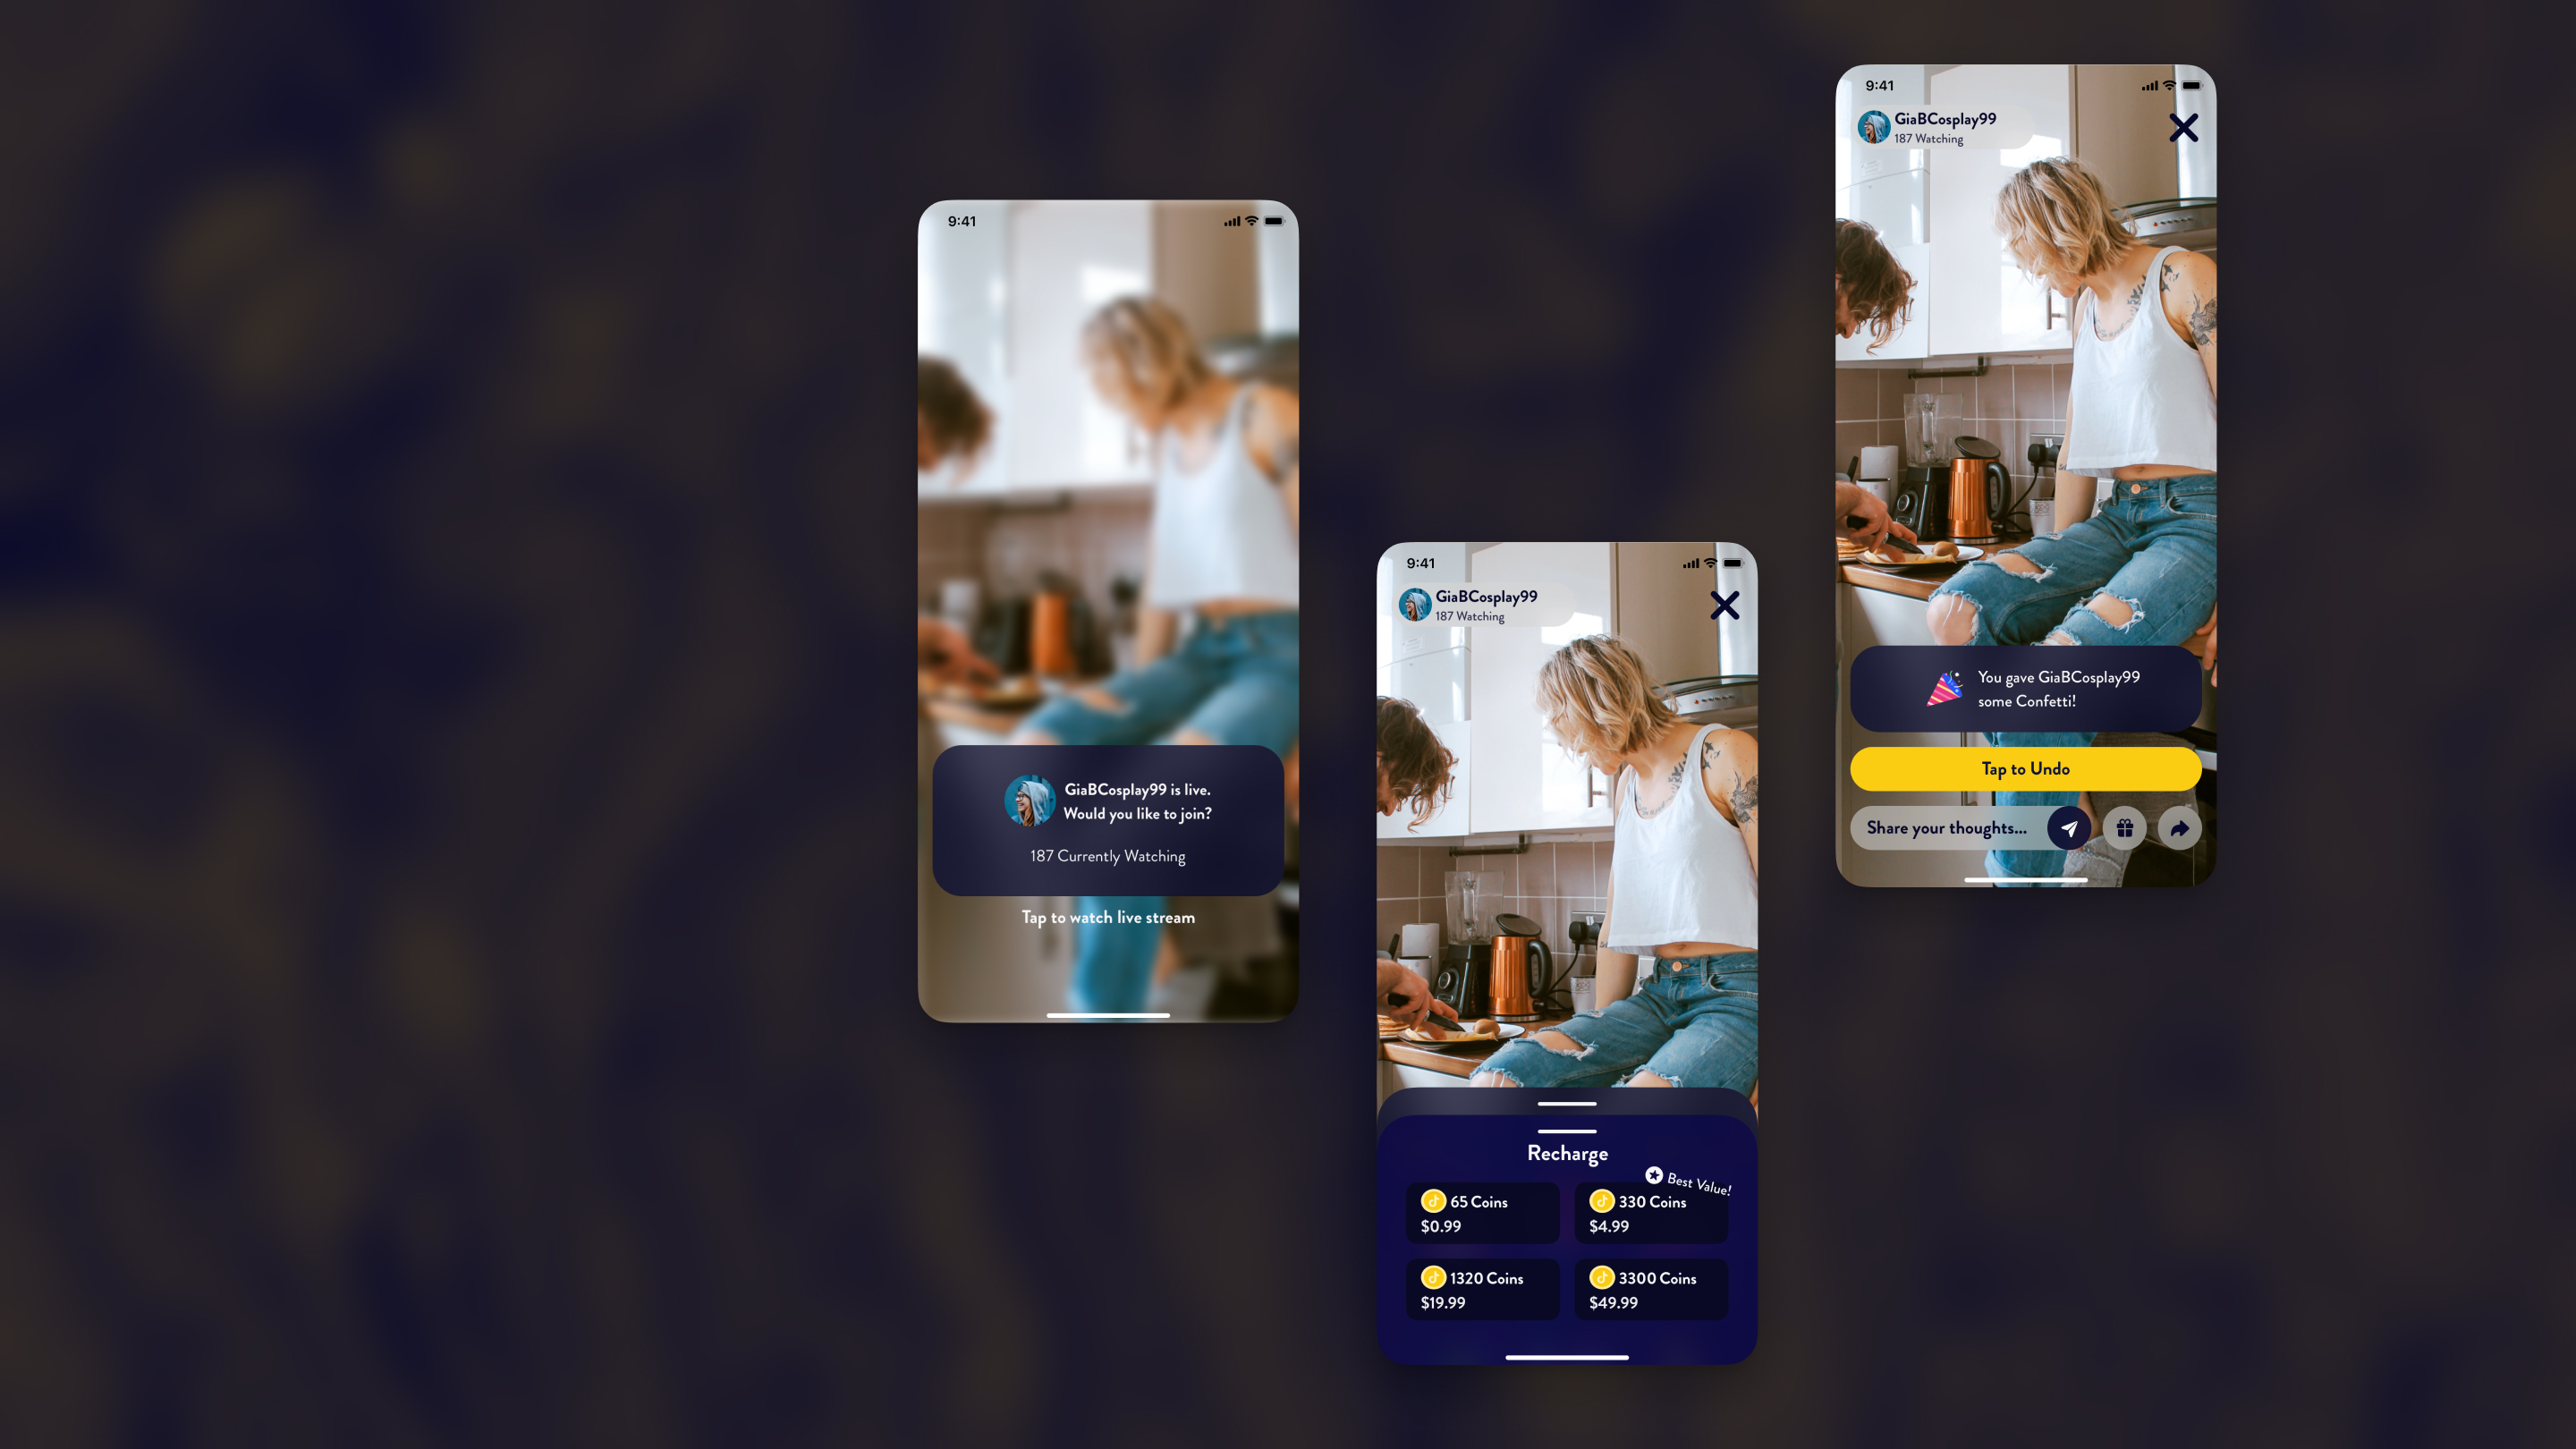 9:41
GiaBCosplay99 is live.
Would you like to join?
187 Currently Watching
Tap to watch live stream
9:41
GiaBCosplay99
187 Watching
Recharge
Best Value!
65 Coins
$0.99
330 Coins
$4.99
1320 Coins
$19.99
3300 Coins
$49.99
9:41
GiaBCosplay99
187 Watching
You gave GiaBCosplay99
some Confetti!
Tap to Undo
Share your thoughts...